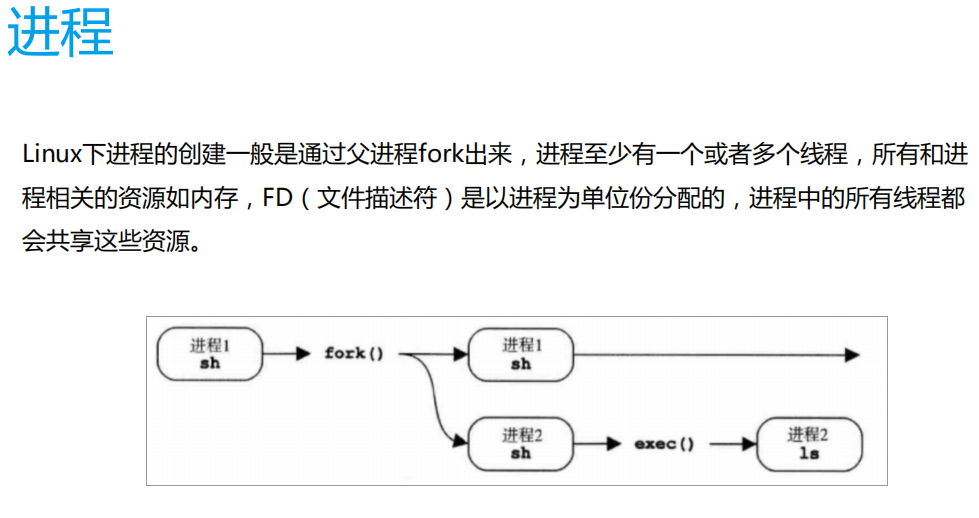 进程
Linux下进程的创建一般是通过父进程fork出来，进程至少有一个或者多个线程，所有和进
程相关的资源如内存，FD（文件描述符）是以进程为单位份分配的，进程中的所有线程都
会共享这些资源。
进程1
sh
fork()
进程1
sh
进程2
sh
exec()
进程2
ls